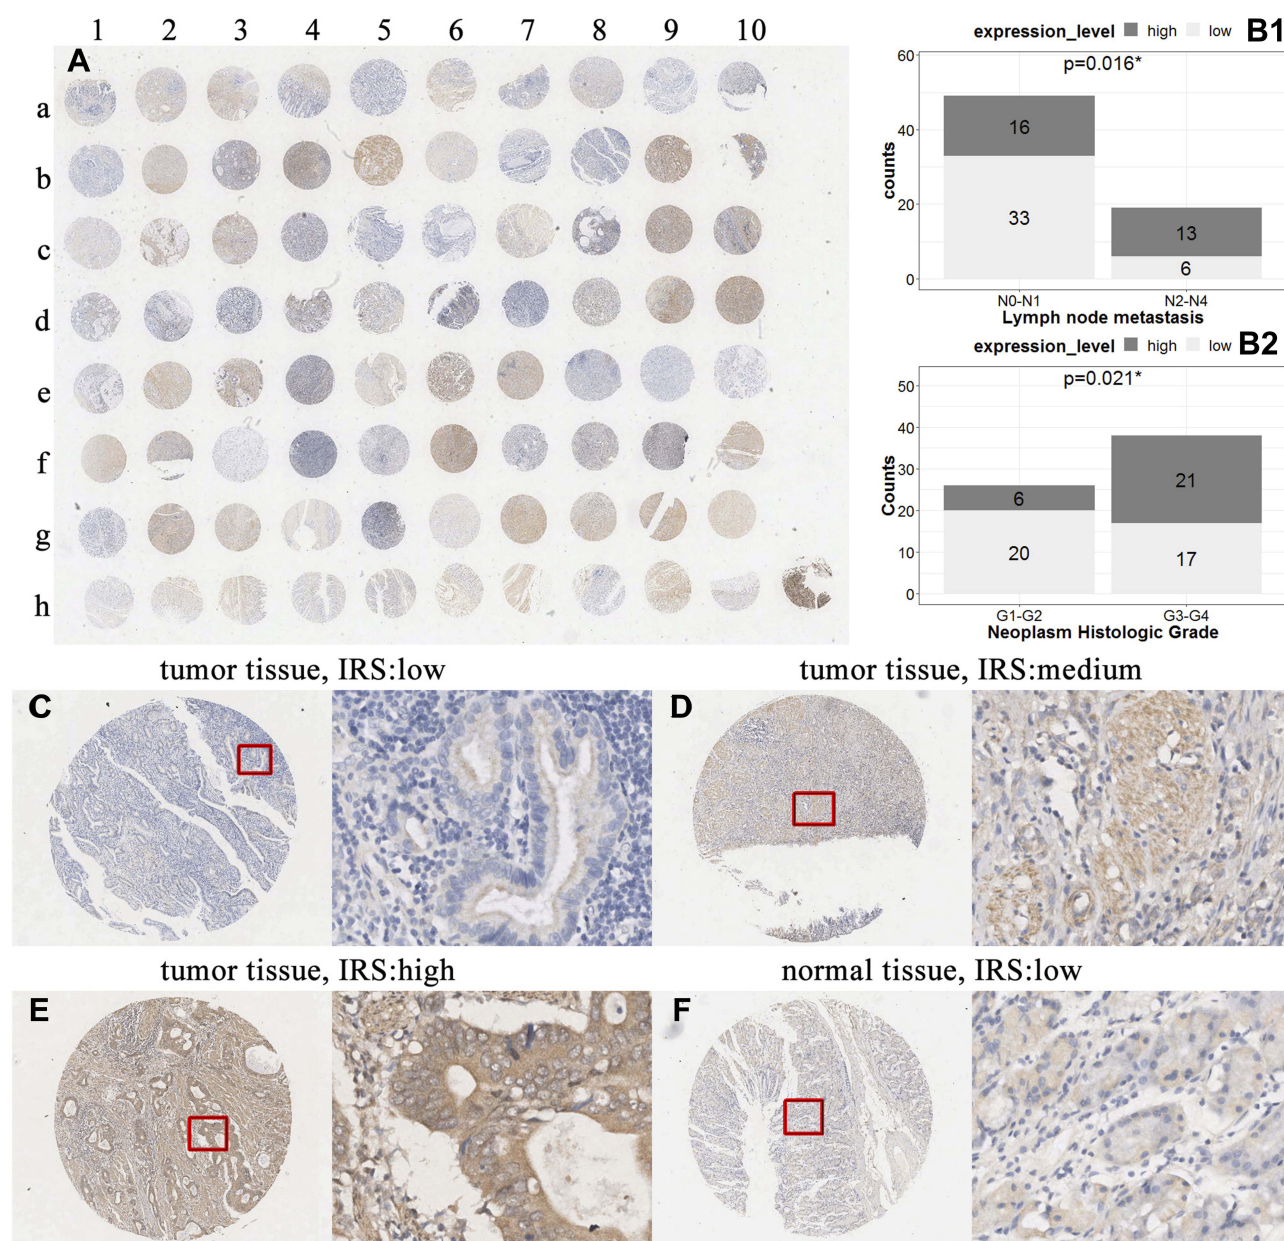 1 2 3 4 5 6 7 8 9 10
A
a
b
c
d
e
f
g
h
expression_level high low B1
p=0.016*
counts
60
40
20
0
16
33
13
6
N0-N1 N2-N4
Lymph node metastasis
expression_level high low B2
p=0.021*
Counts
50
40
30
20
10
0
6
20
21
17
G1-G2 G3-G4
Neoplasm Histologic Grade
tumor tissue, IRS:low
C
tumor tissue, IRS:medium
D
tumor tissue, IRS:high
E
normal tissue, IRS:low
F